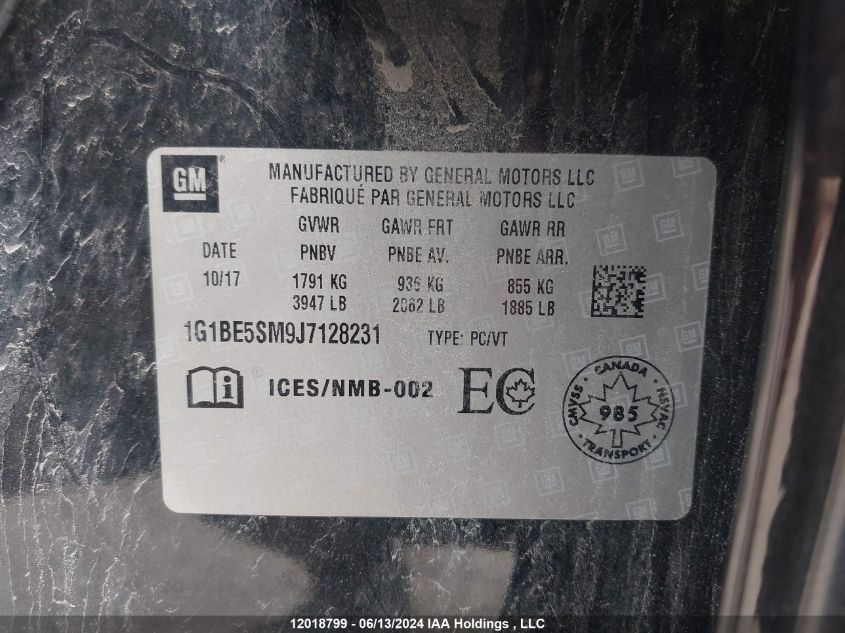 GM
MANUFACTURED BY GENERAL MOTORS LLC
FABRIQUÉ PAR GENERAL MOTORS LLC
GVWR GAWR FRT GAWR RR
DATE PNBV PNBE AV. PNBE ARR.
10/17 1791 KG 936 KG 855 KG
3947 LB 2062 LB 1885 LB
1G1BE5SM9J7128231 TYPE: PC/VT
i ICES/NMB-002 EC
CANADA
CMVSS 985 NSVAC
TRANSPORT
12018799 - 06/13/2024 IAA Holdings , LLC